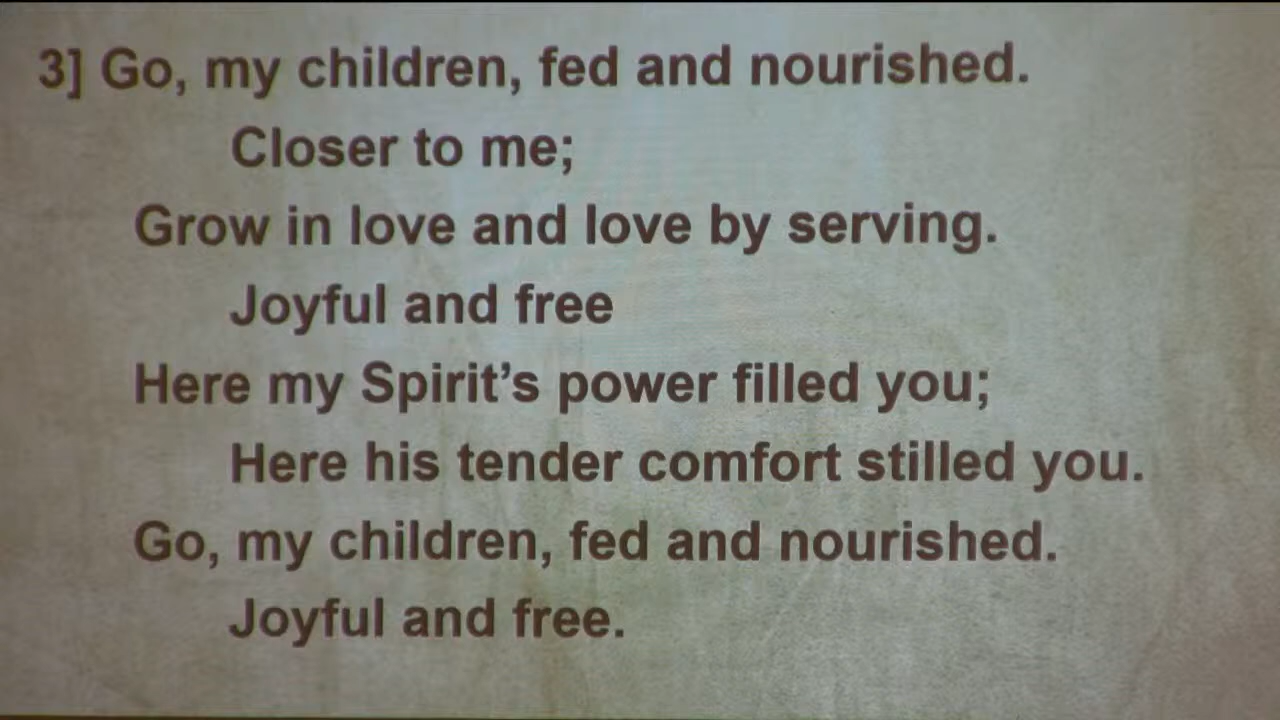 3] Go, my children, fed and nourished.
Closer to me;
Grow in love and love by serving.
Joyful and free
Here my Spirit’s power filled you;
Here his tender comfort stilled you.
Go, my children, fed and nourished.
Joyful and free.